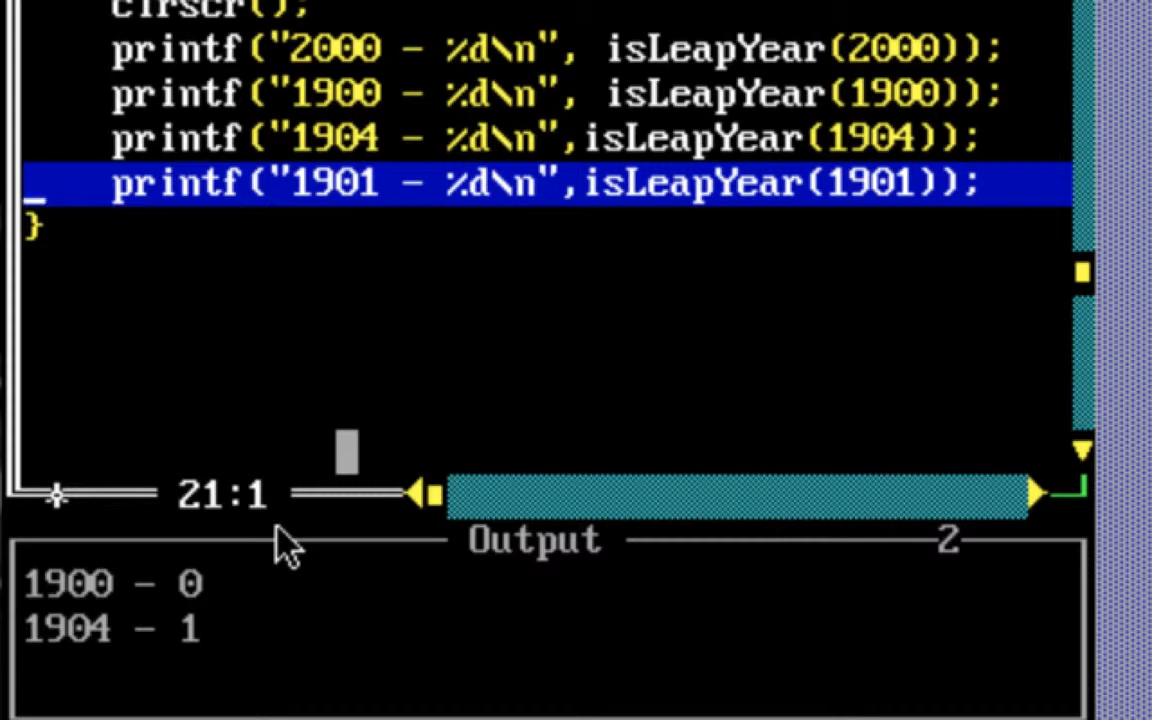 clrscr();
printf("2000 - %d\n", isLeapYear(2000));
printf("1900 - %d\n", isLeapYear(1900));
printf("1904 - %d\n",isLeapYear(1904));
printf("1901 - %d\n",isLeapYear(1901));
}
21:1
Output 2
1900 - 0
1904 - 1